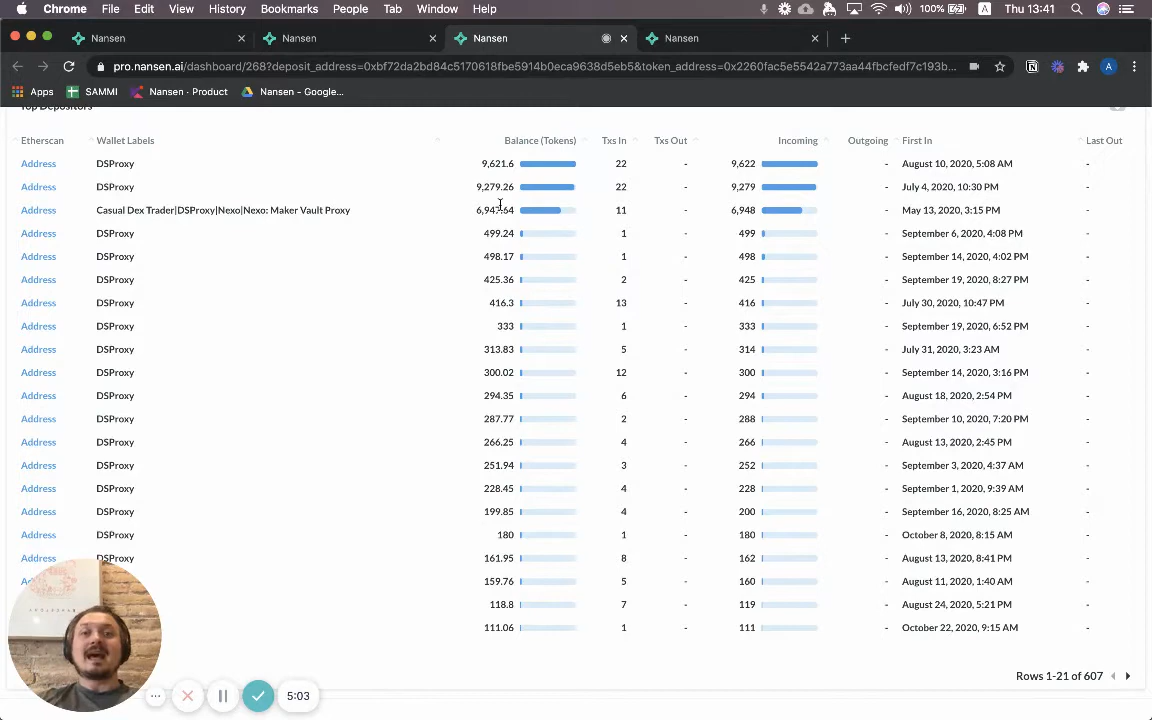 Chrome File Edit View History Bookmarks People Tab Window Help 100% A Thu 13:41
Nansen Nansen Nansen Nansen
pro.nansen.ai/dashboard/268?deposit_address=0xbf72da2bd84c5170618fbe5914b0eca9638d5eb5&token_address=0x2260fac5e5542a773aa44fbcfedf7c193b... A
Apps SAMMI Nansen · Product Nansen - Google...
Top Depositors
Etherscan Wallet Labels Balance (Tokens) Txs In Txs Out Incoming Outgoing First In Last Out
Address DSProxy 9,621.6 22 - 9,622 - August 10, 2020, 5:08 AM -
Address DSProxy 9,279.26 22 - 9,279 - July 4, 2020, 10:30 PM -
Address Casual Dex Trader|DSProxy|Nexo|Nexo: Maker Vault Proxy 6,947.64 11 - 6,948 - May 13, 2020, 3:15 PM -
Address DSProxy 499.24 1 - 499 - September 6, 2020, 4:08 PM -
Address DSProxy 498.17 1 - 498 - September 14, 2020, 4:02 PM -
Address DSProxy 425.36 2 - 425 - September 19, 2020, 8:27 PM -
Address DSProxy 416.3 13 - 416 - July 30, 2020, 10:47 PM -
Address DSProxy 333 1 - 333 - September 19, 2020, 6:52 PM -
Address DSProxy 313.83 5 - 314 - July 31, 2020, 3:23 AM -
Address DSProxy 300.02 12 - 300 - September 14, 2020, 3:16 PM -
Address DSProxy 294.35 6 - 294 - August 18, 2020, 2:54 PM -
Address DSProxy 287.77 2 - 288 - September 10, 2020, 7:20 PM -
Address DSProxy 266.25 4 - 266 - August 13, 2020, 2:45 PM -
Address DSProxy 251.94 3 - 252 - September 3, 2020, 4:37 AM -
Address DSProxy 228.45 4 - 228 - September 1, 2020, 9:39 AM -
Address DSProxy 199.85 4 - 200 - September 16, 2020, 8:25 AM -
Address DSProxy 180 1 - 180 - October 8, 2020, 8:15 AM -
Address DSProxy 161.95 8 - 162 - August 13, 2020, 8:41 PM -
159.76 5 - 160 - August 11, 2020, 1:40 AM -
118.8 7 - 119 - August 24, 2020, 5:21 PM -
111.06 1 - 111 - October 22, 2020, 9:15 AM -
Rows 1-21 of 607
5:03